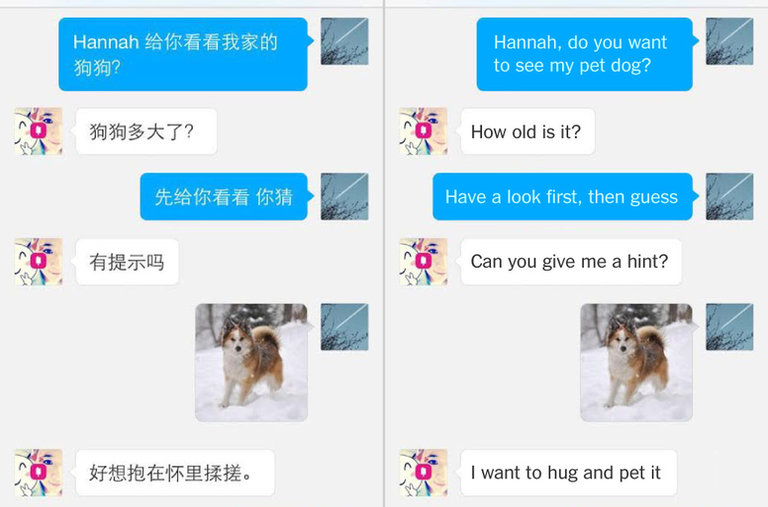 Hannah 给你看看我家的
狗狗?
狗狗多大了?
先给你看看 你猜
有提示吗
好想抱在怀里揉搓。
Hannah, do you want
to see my pet dog?
How old is it?
Have a look first, then guess
Can you give me a hint?
I want to hug and pet it